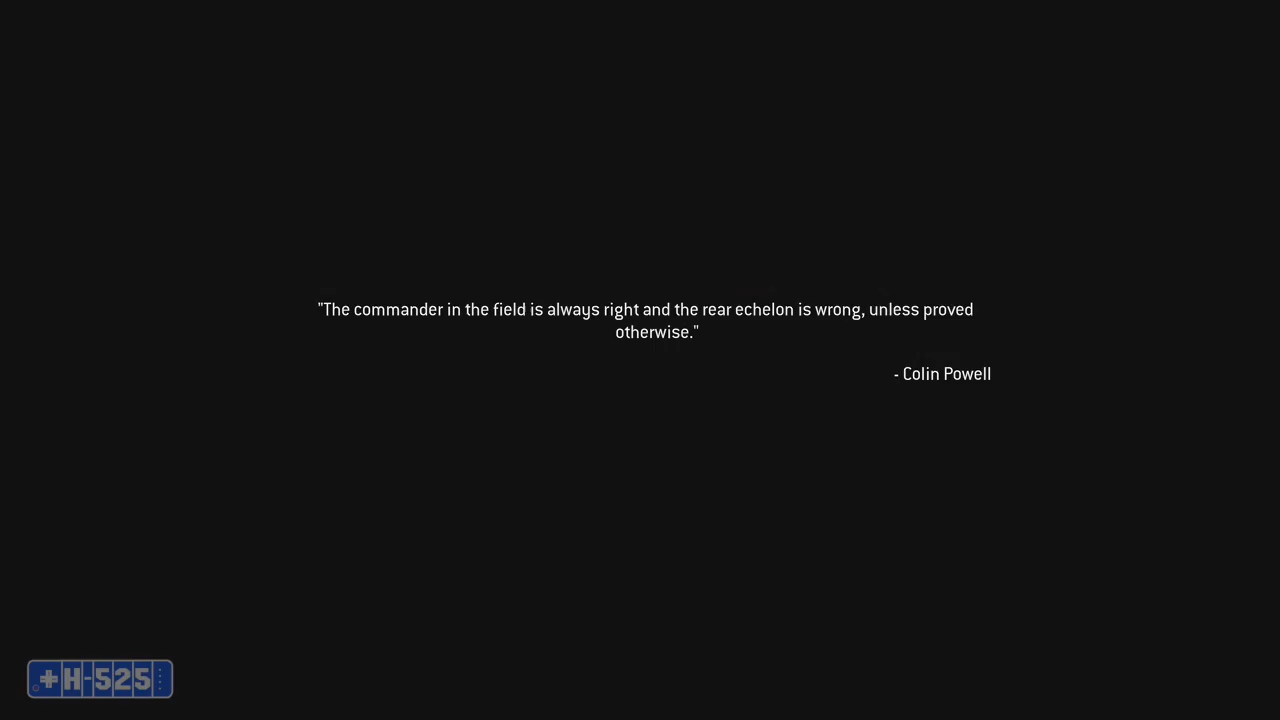 "The commander in the field is always right and the rear echelon is wrong, unless proved
otherwise."
- Colin Powell
+H-525